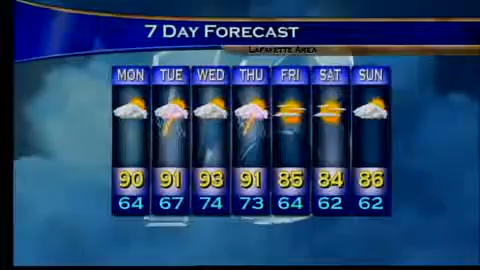 7 Day Forecast
Lafayette Area
MON TUE WED THU FRI SAT SUN
90 91 93 91 85 84 86
64 67 74 73 64 62 62